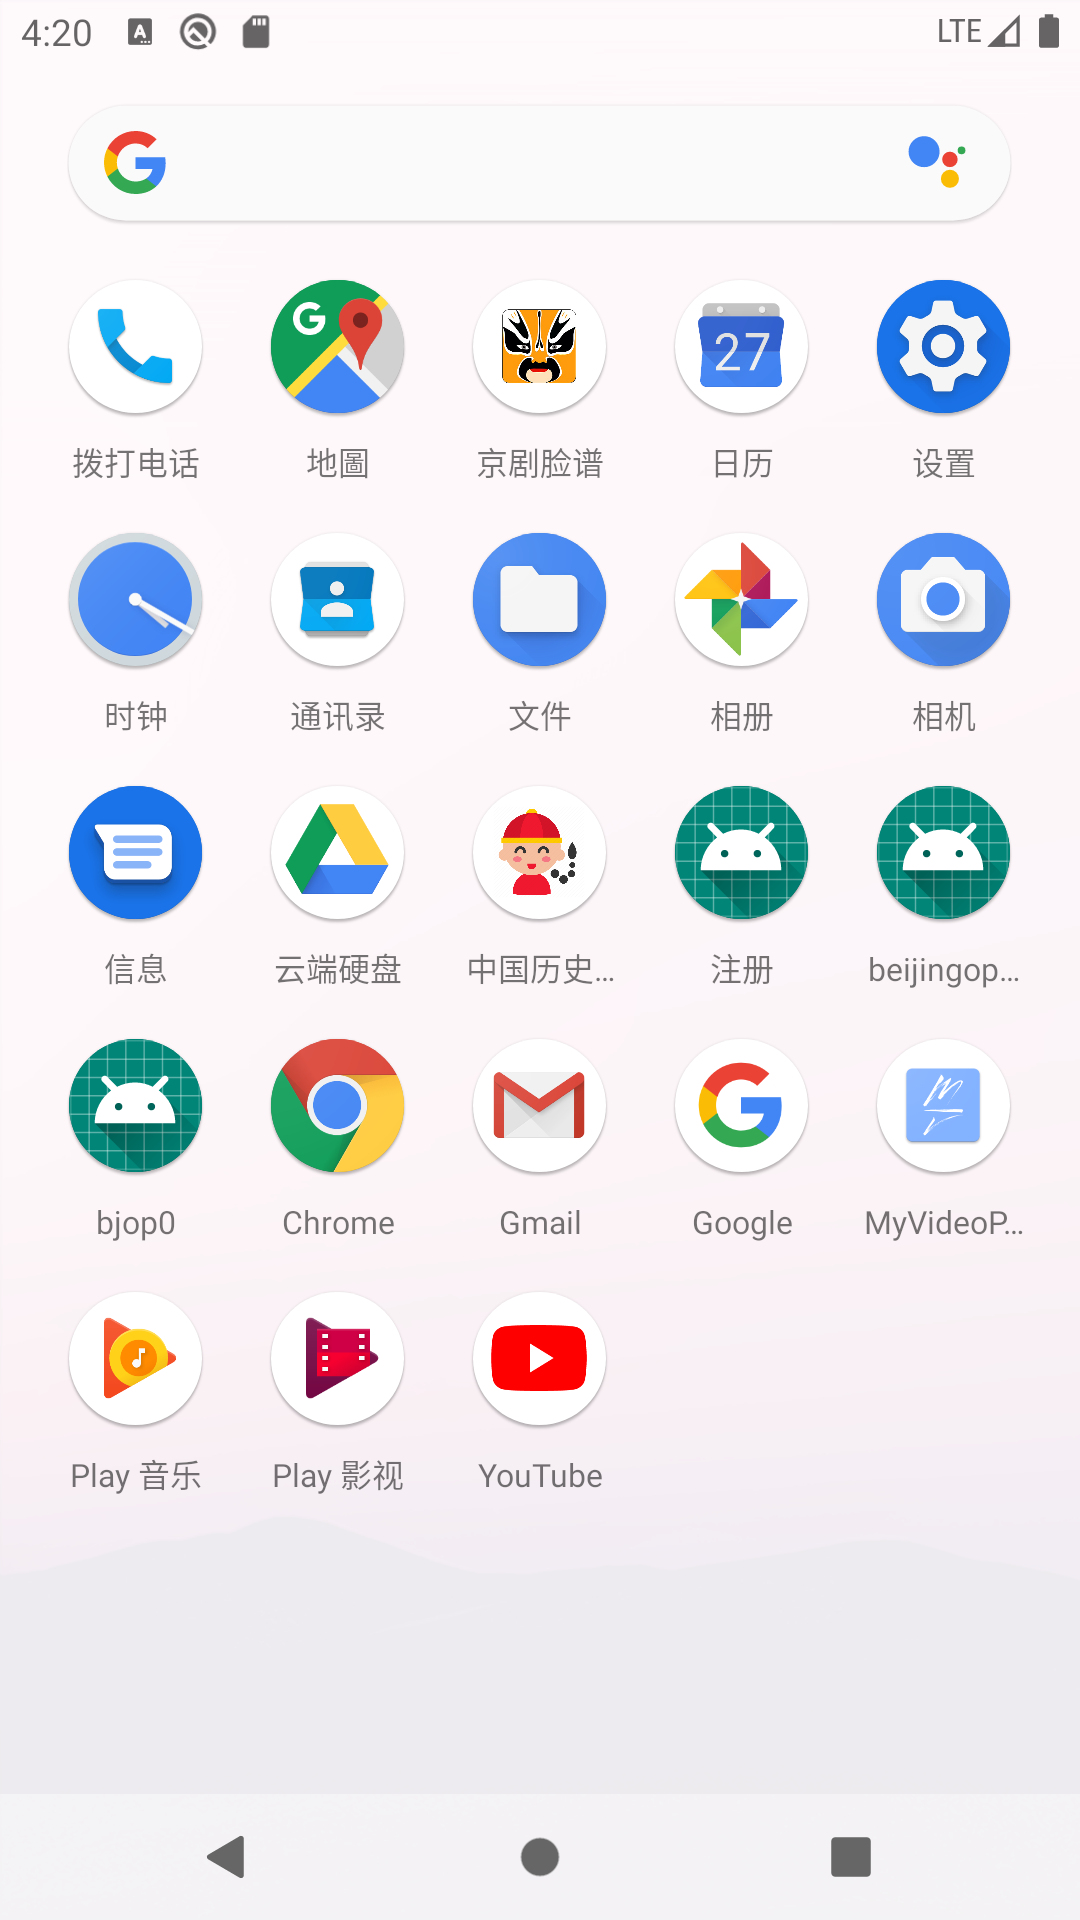 4:20 LTE
拨打电话 地圖 京剧脸谱 日历 设置
27
时钟 通讯录 文件 相册 相机
信息 云端硬盘 中国历史... 注册 beijingop...
bjop0 Chrome Gmail Google MyVideoP...
Play 音乐 Play 影视 YouTube